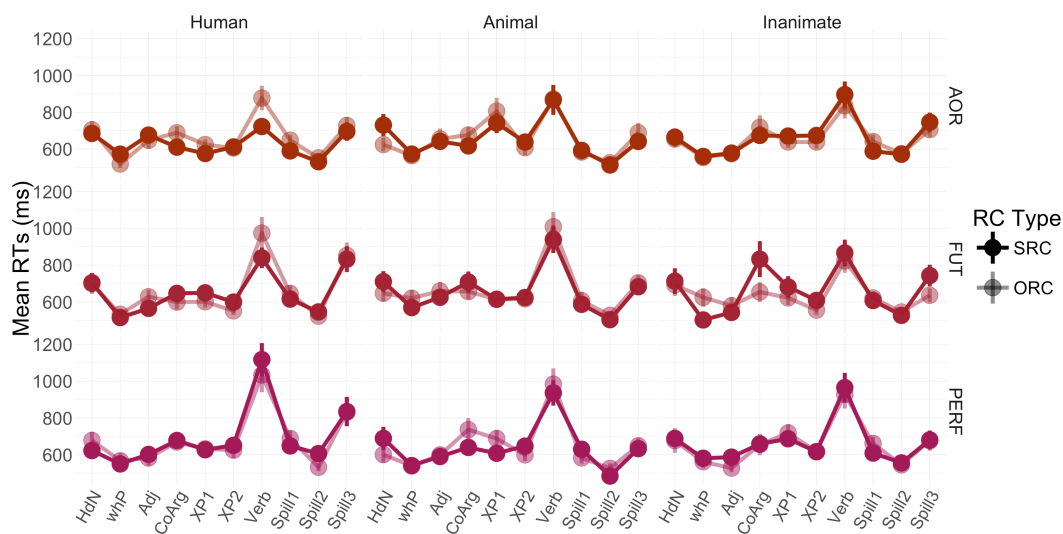 Human Animal Inanimate
1200
1000
800
600
AOR
1200
1000
800
600
FUT
1200
1000
800
600
PERF
Mean RTs (ms)
RC Type
SRC
ORC
HdN whP Adj CoArg XP1 XP2 Verb Spill1 Spill2 Spill3 HdN whP Adj CoArg XP1 XP2 Verb Spill1 Spill2 Spill3 HdN whP Adj CoArg XP1 XP2 Verb Spill1 Spill2 Spill3